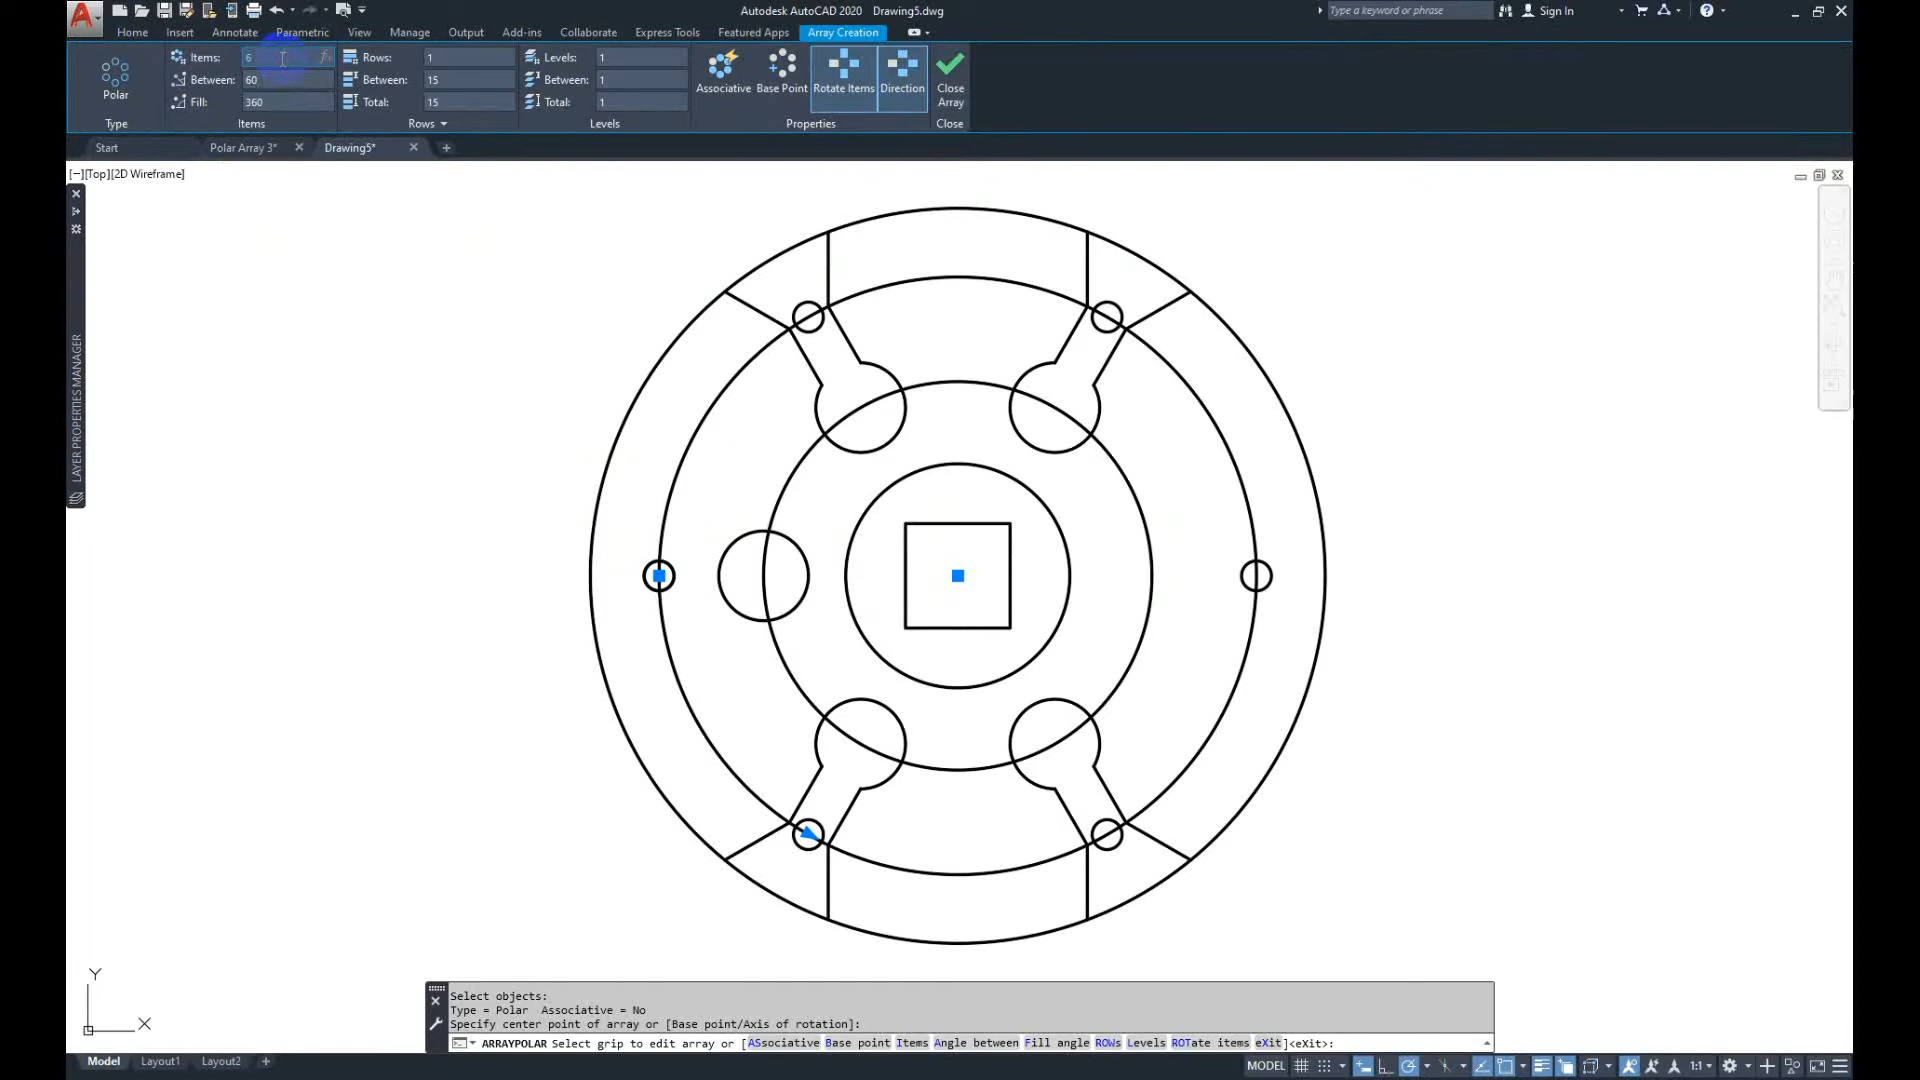 Autodesk AutoCAD 2020 Drawing5.dwg
Type a keyword or phrase
Sign In
Home Insert Annotate Parametric View Manage Output Add-ins Collaborate Express Tools Featured Apps Array Creation
Polar
Type
Items: 6
Between: 60
Fill: 360
Items
Rows: 1
Between: 15
Total: 15
Rows
Levels: 1
Between: 1
Total: 1
Levels
Associative
Base Point
Rotate Items
Direction
Properties
Close Array
Close
Start Polar Array 3* Drawing5*
[−][Top][2D Wireframe]
LAYER PROPERTIES MANAGER
Y
X
Select objects:
Type = Polar Associative = No
Specify center point of array or [Base point/Axis of rotation]:
ARRAYPOLAR Select grip to edit array or [ASsociative Base point Items Angle between Fill angle ROWs Levels ROTate items eXit]<eXit>:
Model Layout1 Layout2
MODEL
1:1